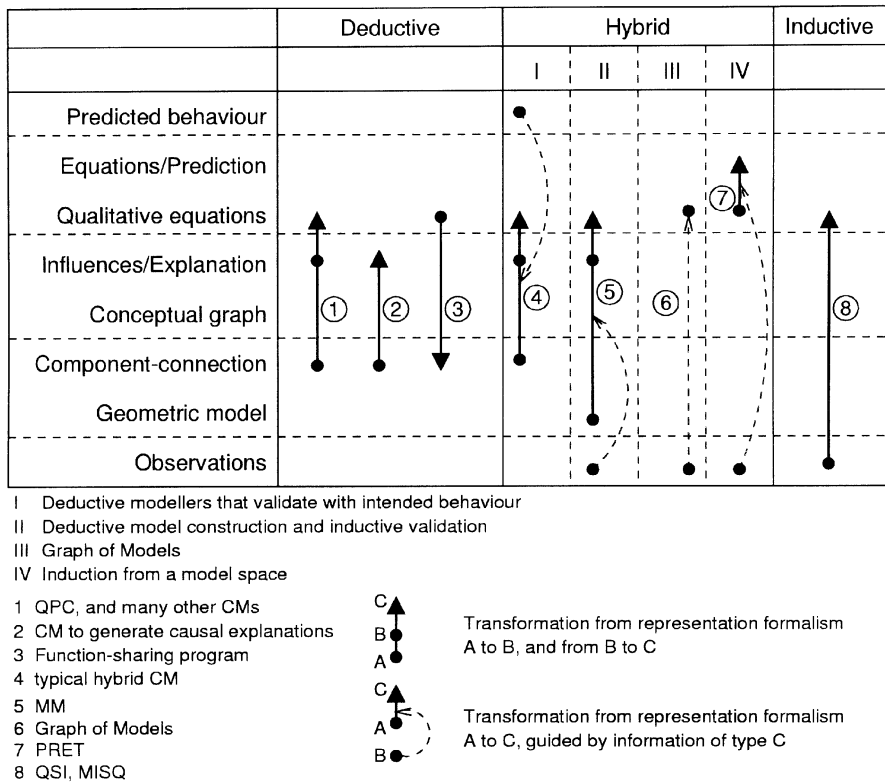 Deductive Hybrid Inductive
I II III IV
Predicted behaviour
Equations/Prediction
7
Qualitative equations
Influences/Explanation
1 2 3 4 5 6 8
Conceptual graph
Component-connection
Geometric model
Observations
I Deductive modellers that validate with intended behaviour
II Deductive model construction and inductive validation
III Graph of Models
IV Induction from a model space
1 QPC, and many other CMs
2 CM to generate causal explanations
3 Function-sharing program
4 typical hybrid CM
5 MM
6 Graph of Models
7 PRET
8 QSI, MISQ
C
B
A
Transformation from representation formalism
A to B, and from B to C
C
A
B
Transformation from representation formalism
A to C, guided by information of type C